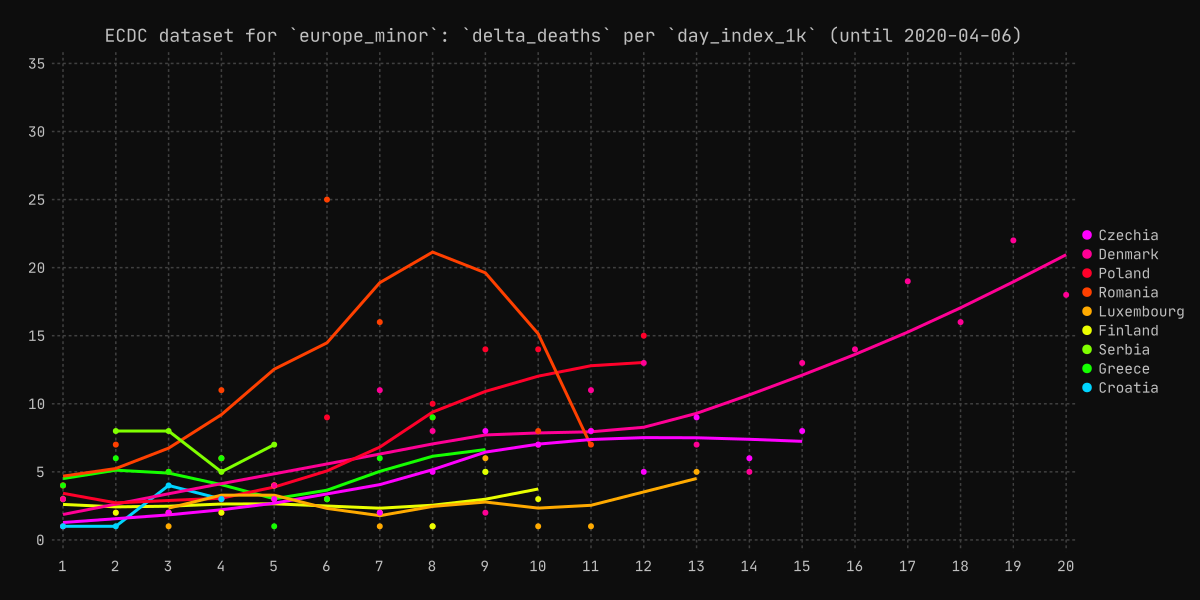 ECDC dataset for `europe_minor`: `delta_deaths` per `day_index_1k` (until 2020-04-06)
35
30
25
20
15
10
5
0
1 2 3 4 5 6 7 8 9 10 11 12 13 14 15 16 17 18 19 20
Czechia
Denmark
Poland
Romania
Luxembourg
Finland
Serbia
Greece
Croatia